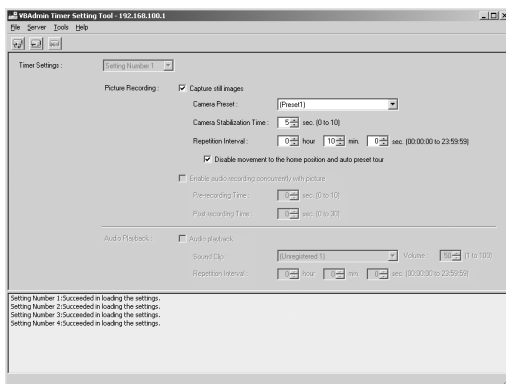 VBAdmin Timer Setting Tool - 192.168.100.1
File Server Tools Help
Timer Settings : Setting Number 1
Picture Recording : Capture still images
Camera Preset : (Preset1)
Camera Stabilization Time : 5 sec. (0 to 10)
Repetition Interval : 0 hour 10 min. 0 sec. (00:00:00 to 23:59:59)
Disable movement to the home position and auto preset tour
Enable audio recording concurrently with picture
Pre-recording Time : 0 sec. (0 to 10)
Post recording Time : 0 sec. (0 to 30)
Audio Playback : Audio playback
Sound Clip : (Unregistered 1) Volume : 50 (1 to 100)
Repetition Interval : 0 hour 0 min. 0 sec. (00:00:00 to 23:59:59)
Setting Number 1:Succeeded in loading the settings.
Setting Number 2:Succeeded in loading the settings.
Setting Number 3:Succeeded in loading the settings.
Setting Number 4:Succeeded in loading the settings.